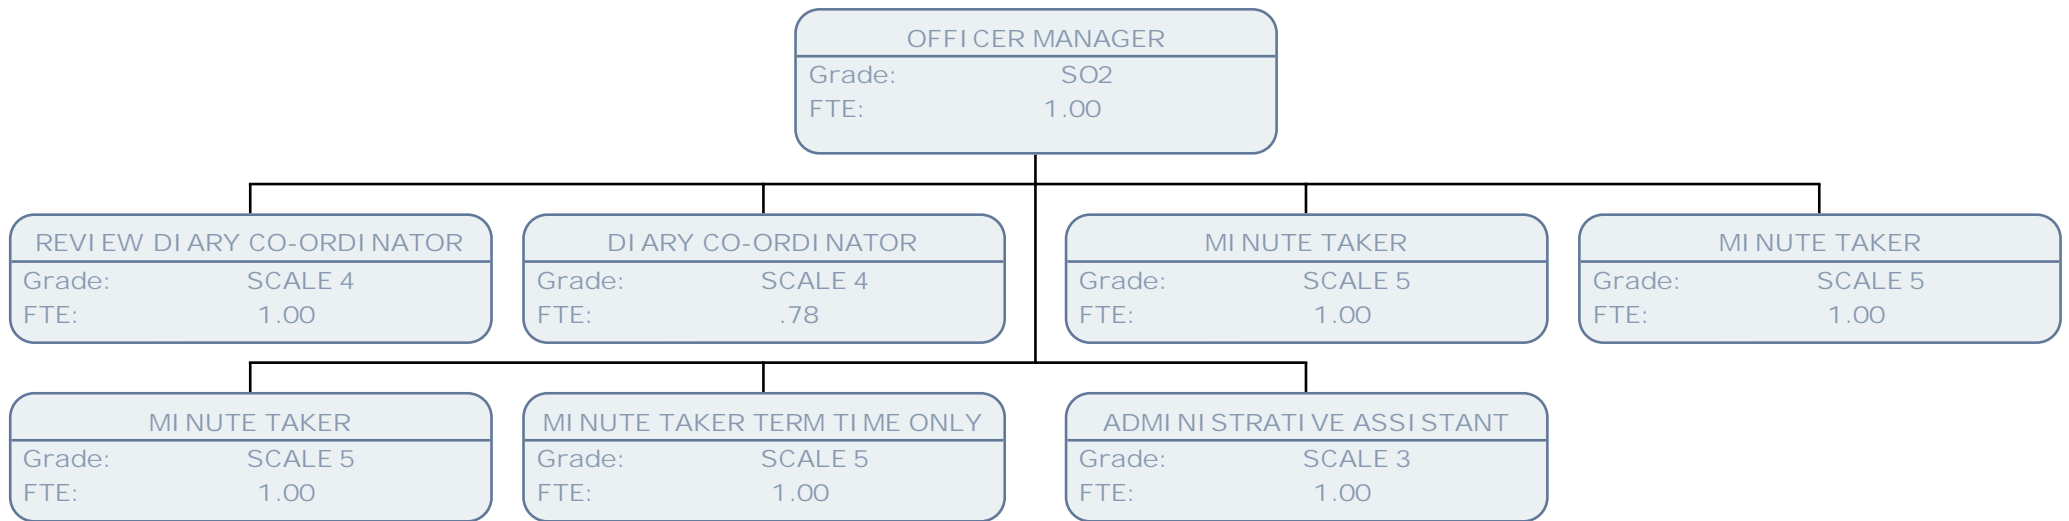 OFFICER MANAGER
Grade: SO2
FTE: 1.00
REVIEW DIARY CO-ORDINATOR
Grade: SCALE 4
FTE: 1.00
DIARY CO-ORDINATOR
Grade: SCALE 4
FTE: .78
MINUTE TAKER
Grade: SCALE 5
FTE: 1.00
MINUTE TAKER
Grade: SCALE 5
FTE: 1.00
MINUTE TAKER
Grade: SCALE 5
FTE: 1.00
MINUTE TAKER TERM TIME ONLY
Grade: SCALE 5
FTE: 1.00
ADMINISTRATIVE ASSISTANT
Grade: SCALE 3
FTE: 1.00